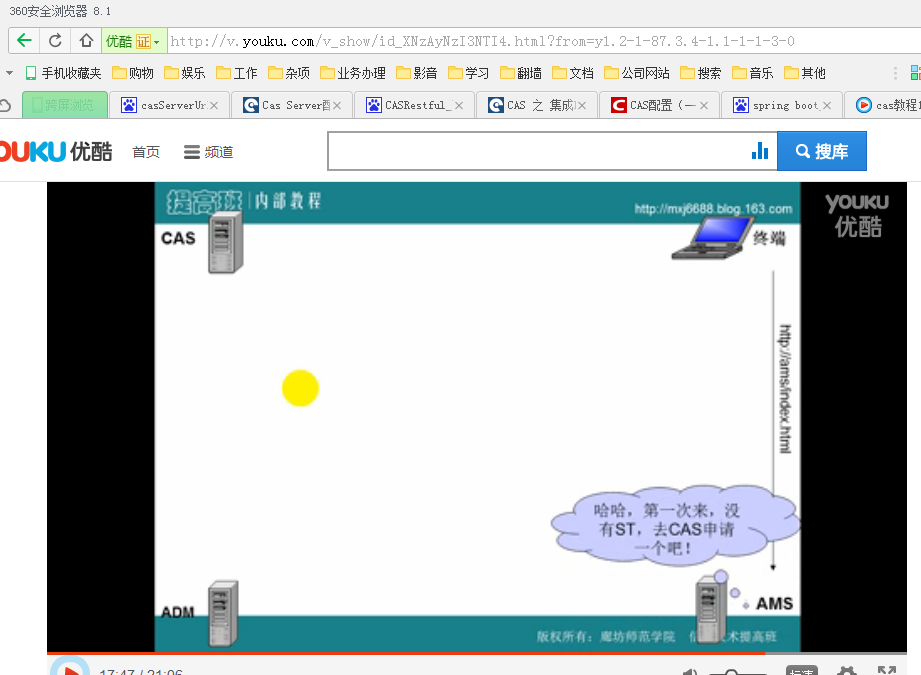 360安全浏览器 8.1
优酷 证 http://v.youku.com/v_show/id_XNzAyNzI3NTI4.html?from=y1.2-1-87.3.4-1.1-1-1-3-0
手机收藏夹 购物 娱乐 工作 杂项 业务办理 影音 学习 翻墙 文档 公司网站 搜索 音乐 其他
跨屏浏览 casServerUr Cas Server配 CASRestful_ CAS 之 集成 CAS配置（一 spring boot cas教程
OUKU 优酷 首页 频道 搜库
提高班 内部教程
http://mxj6688.blog.163.com
YOUKU
优酷
CAS
终端
http://ams/index.html
哈哈，第一次来，没
有ST，去CAS申请
一个吧！
ADM
AMS
版权所有：廊坊师范学院 信 术提高班
17:47 / 21:06
标清